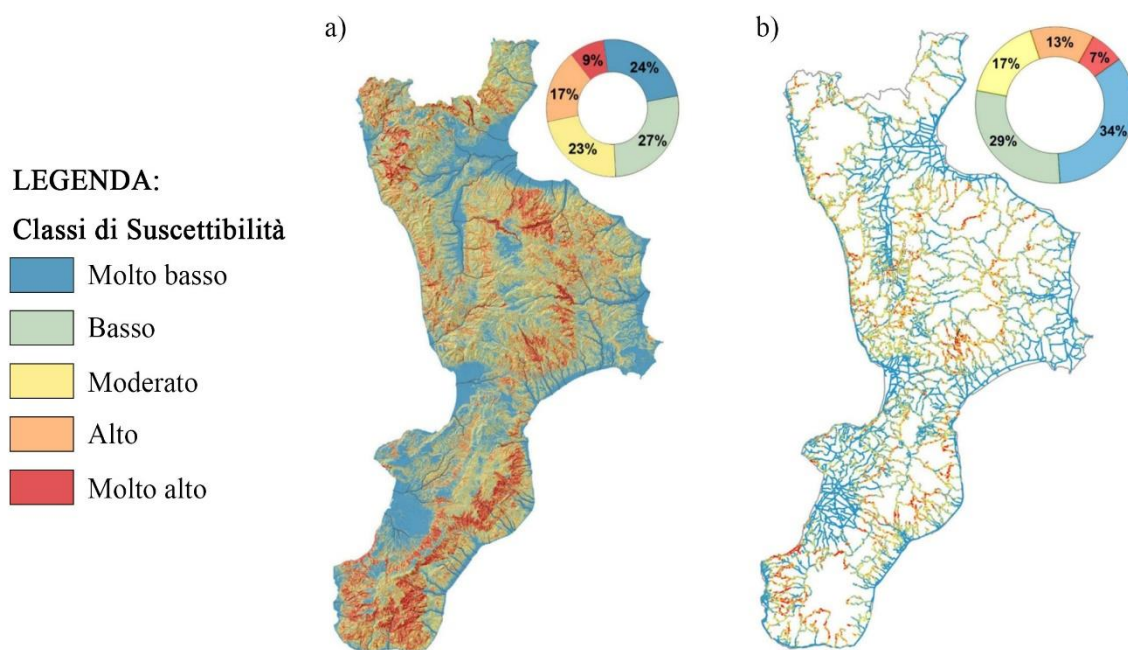 a)
9%
24%
17%
23%
27%
b)
13%
17%
7%
29%
34%
LEGENDA:
Classi di Suscettibilità
Molto basso
Basso
Moderato
Alto
Molto alto